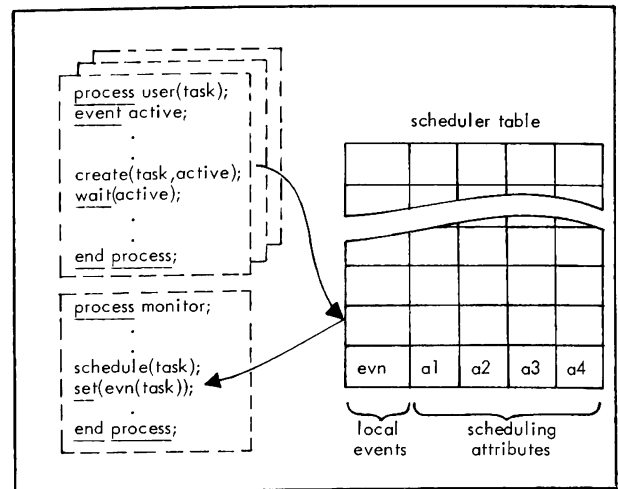 process user(task);
event active;
.
.
create(task,active);
wait(active);
.
end process;
process monitor;
.
.
schedule(task);
set(evn(task));
.
end process;
scheduler table
evn a1 a2 a3 a4
local events
scheduling attributes